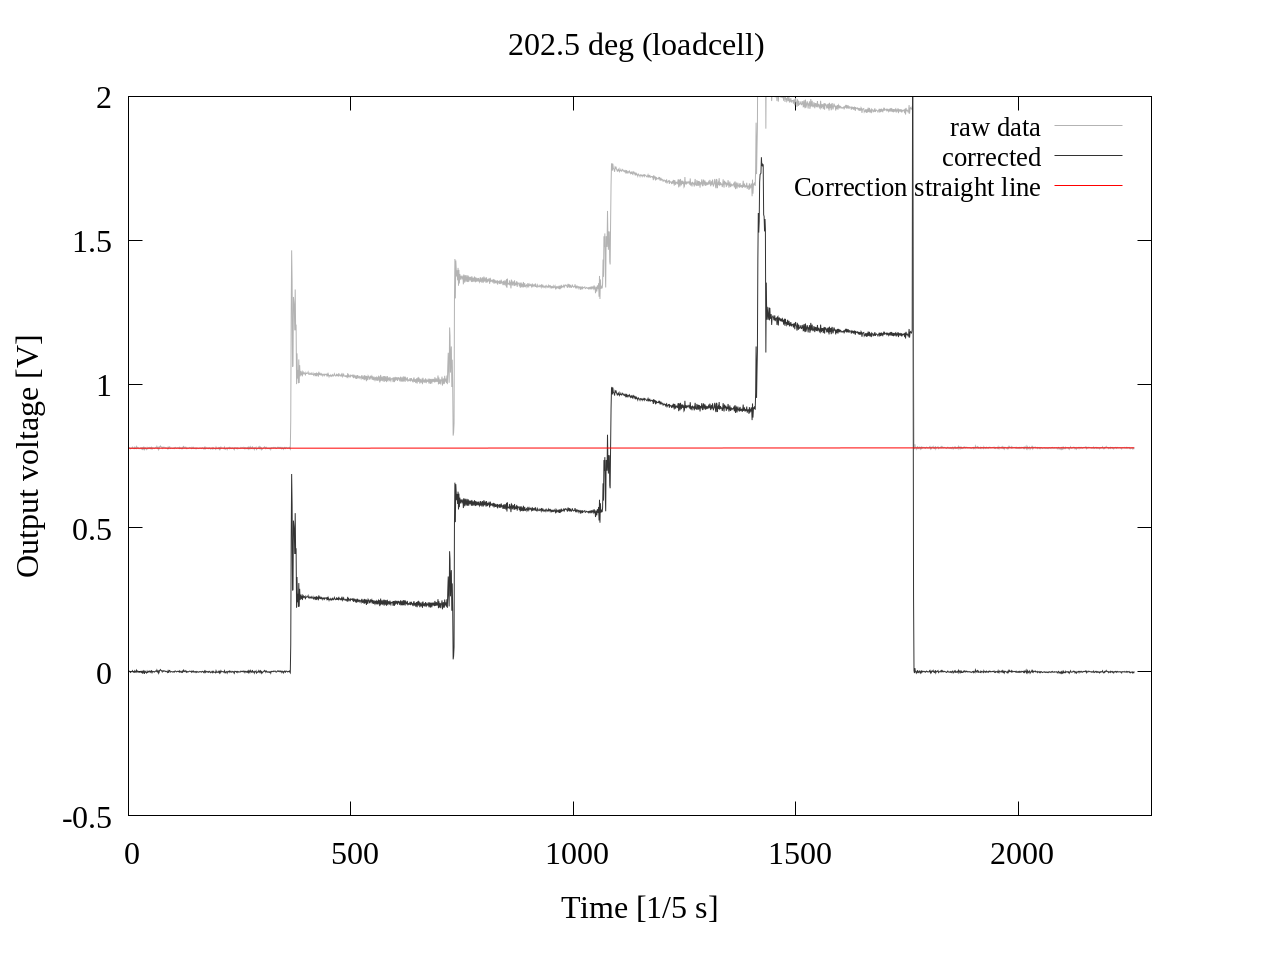 202.5 deg (loadcell)
2
raw data
corrected
Correction straight line
1.5
1
0.5
0
-0.5
Output voltage [V]
0 500 1000 1500 2000
Time [1/5 s]